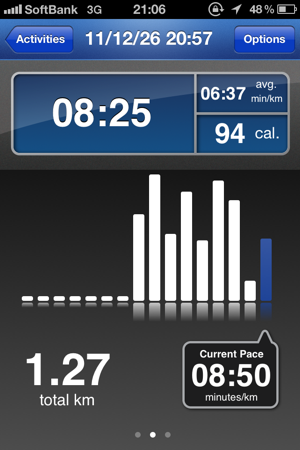 SoftBank 3G 21:06 48%
Activities 11/12/26 20:57 Options
08:25
06:37 avg. min/km
94 cal.
1.27
total km
Current Pace
08:50
minutes/km